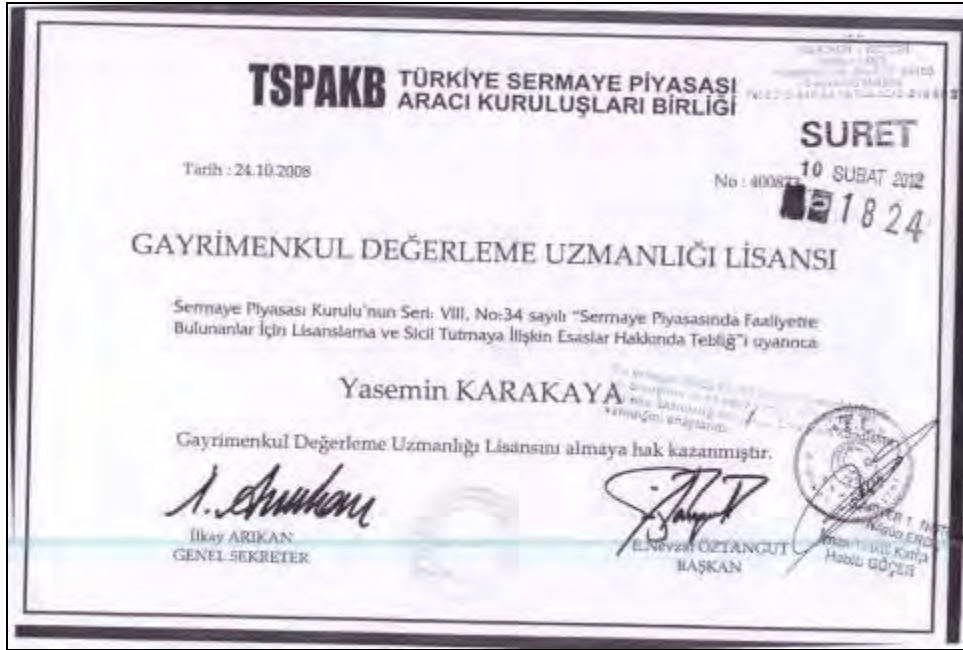 TSPAKB TÜRKİYE SERMAYE PİYASASI
ARACI KURULUŞLARI BİRLİĞİ
SURET
Tarih : 24.10.2008
No :
10 SUBAT 2012
1824
GAYRİMENKUL DEĞERLEME UZMANLIĞI LİSANSI
Sermaye Piyasası Kurulu'nun Seri: VIII, No:34 sayılı "Sermaye Piyasasında Faaliyette
Bulunanlar İçin Lisanslama ve Sicil Tutmaya İlişkin Esaslar Hakkında Tebliğ"i uyarınca
Yasemin KARAKAYA
Gayrimenkul Değerleme Uzmanlığı Lisansını almaya hak kazanmıştır.
İlkay ARIKAN
GENEL SEKRETER
E.Nevzat ÖZTANGUT
BAŞKAN
Katip
Habib GÖÇER